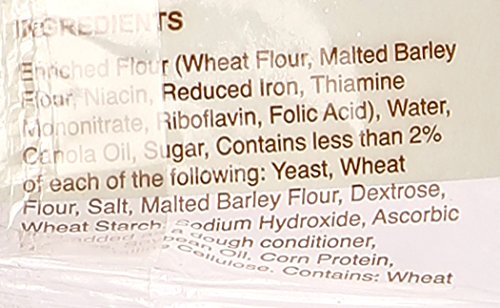 INGREDIENTS
Enriched Flour (Wheat Flour, Malted Barley
Flour, Niacin, Reduced Iron, Thiamine
Mononitrate, Riboflavin, Folic Acid), Water,
Canola Oil, Sugar, Contains less than 2%
of each of the following: Yeast, Wheat
Flour, Salt, Malted Barley Flour, Dextrose,
Wheat Starch, Sodium Hydroxide, Ascorbic
added as a dough conditioner,
Oil, Corn Protein,
Cellulose. Contains: Wheat